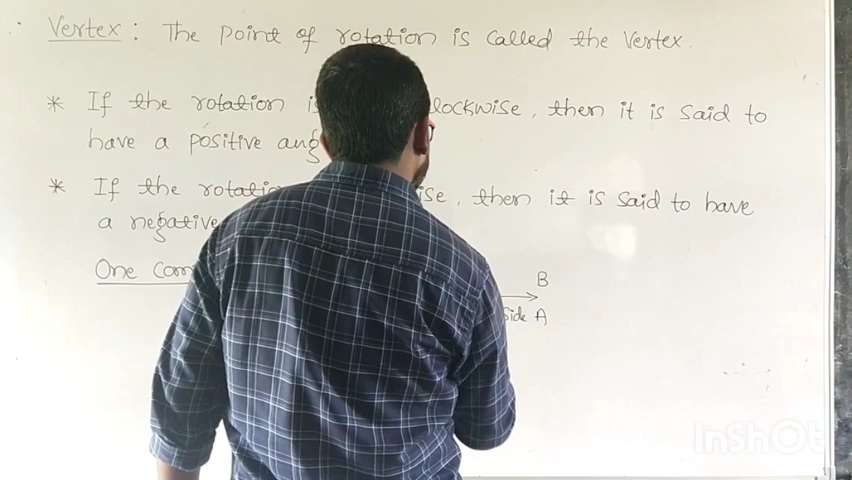 Vertex : The point of rotation is called the vertex.
* If the rotation is lockwise, then it is said to
have a positive ang
* If the rotatio ise, then it is said to have
a negative
One Com
B
side A
InShOt